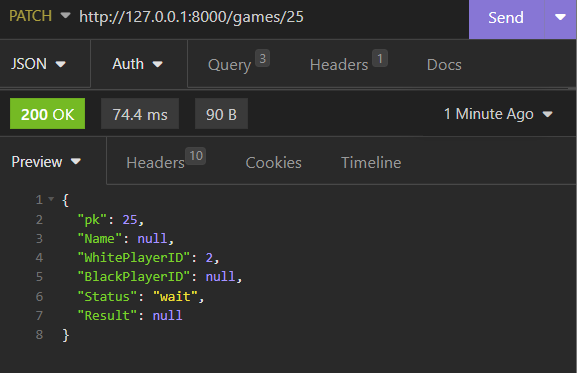 PATCH http://127.0.0.1:8000/games/25 Send
JSON Auth Query 3 Headers 1 Docs
200 OK 74.4 ms 90 B 1 Minute Ago
Preview Headers 10 Cookies Timeline
1 {
2 "pk": 25,
3 "Name": null,
4 "WhitePlayerID": 2,
5 "BlackPlayerID": null,
6 "Status": "wait",
7 "Result": null
8 }